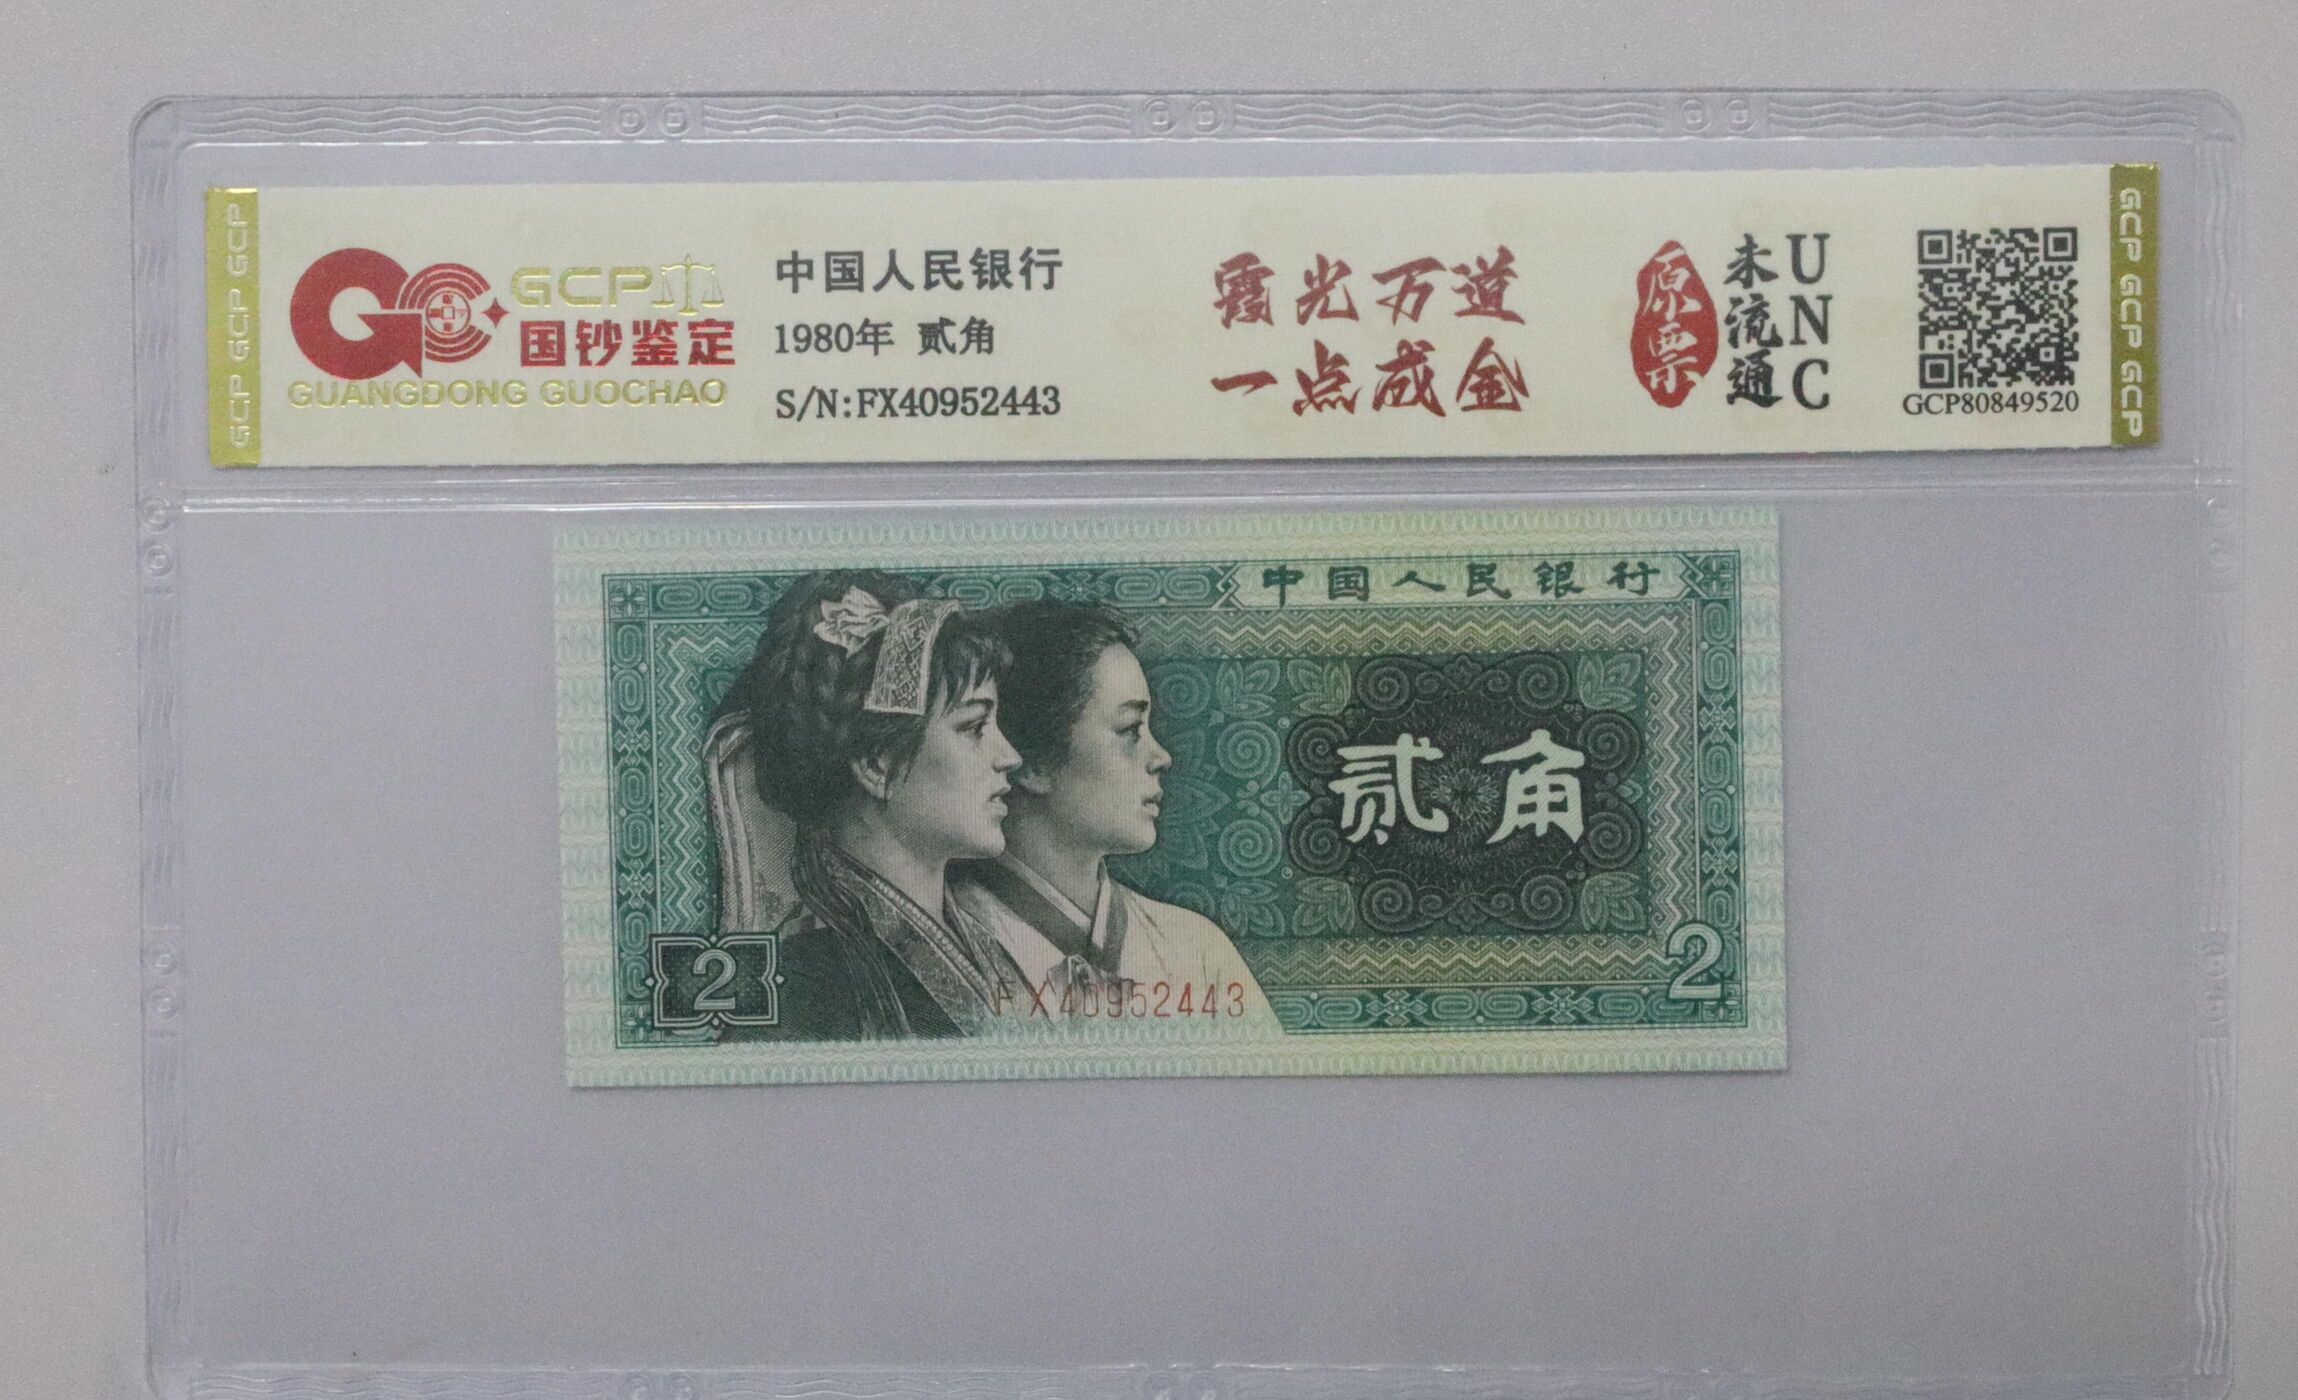 GCP GCP GCP
GCP
国钞鉴定
GUANGDONG GUOCHAO
中国人民银行
1980年 贰角
S/N:FX40952443
霞光万道
一点成金
原票
未流通
UNC
GCP80849520
GCP GCP GCP
中国人民银行
贰角
2
2
FX40952443